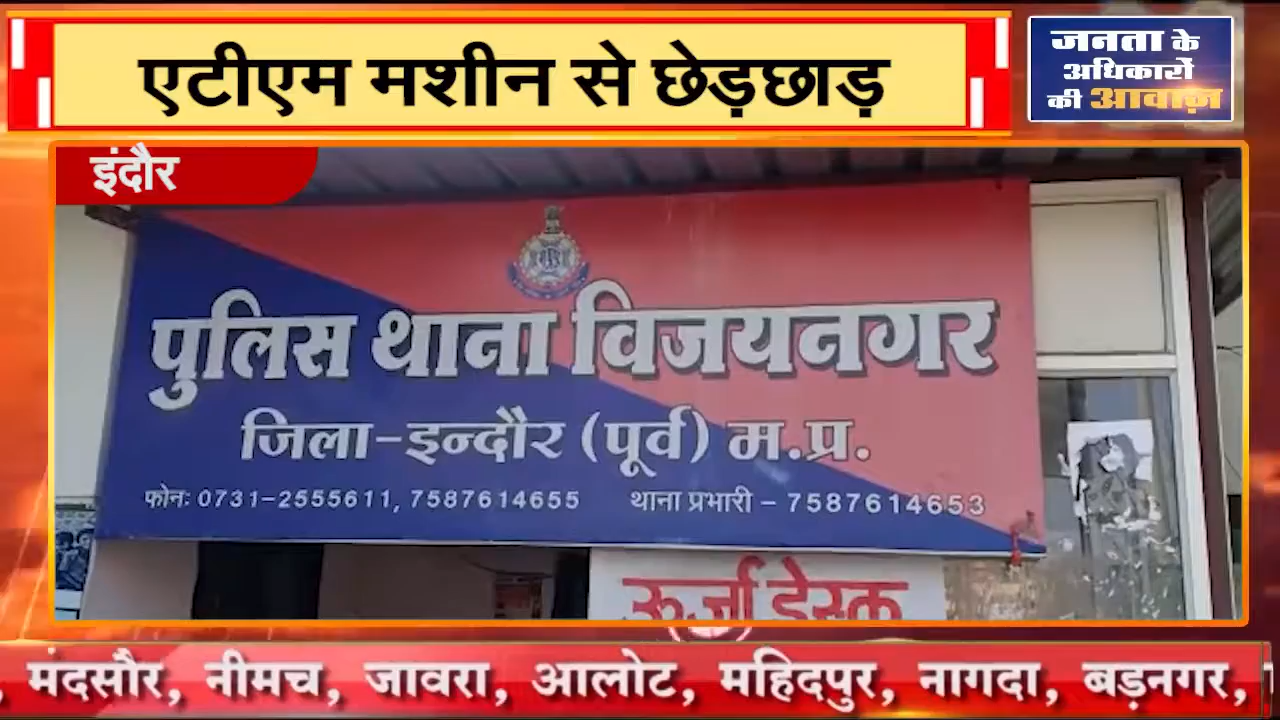 एटीएम मशीन से छेड़छाड़
जनता के
अधिकारों
की आवाज़
इंदौर
पुलिस थाना विजयनगर
जिला-इन्दौर (पूर्व) म.प्र.
फोन: 0731-2555611, 7587614655 थाना प्रभारी - 7587614653
ऊर्जा डेस्क
, मंदसौर, नीमच, जावरा, आलोट, महिदपुर, नागदा, बड़नगर,